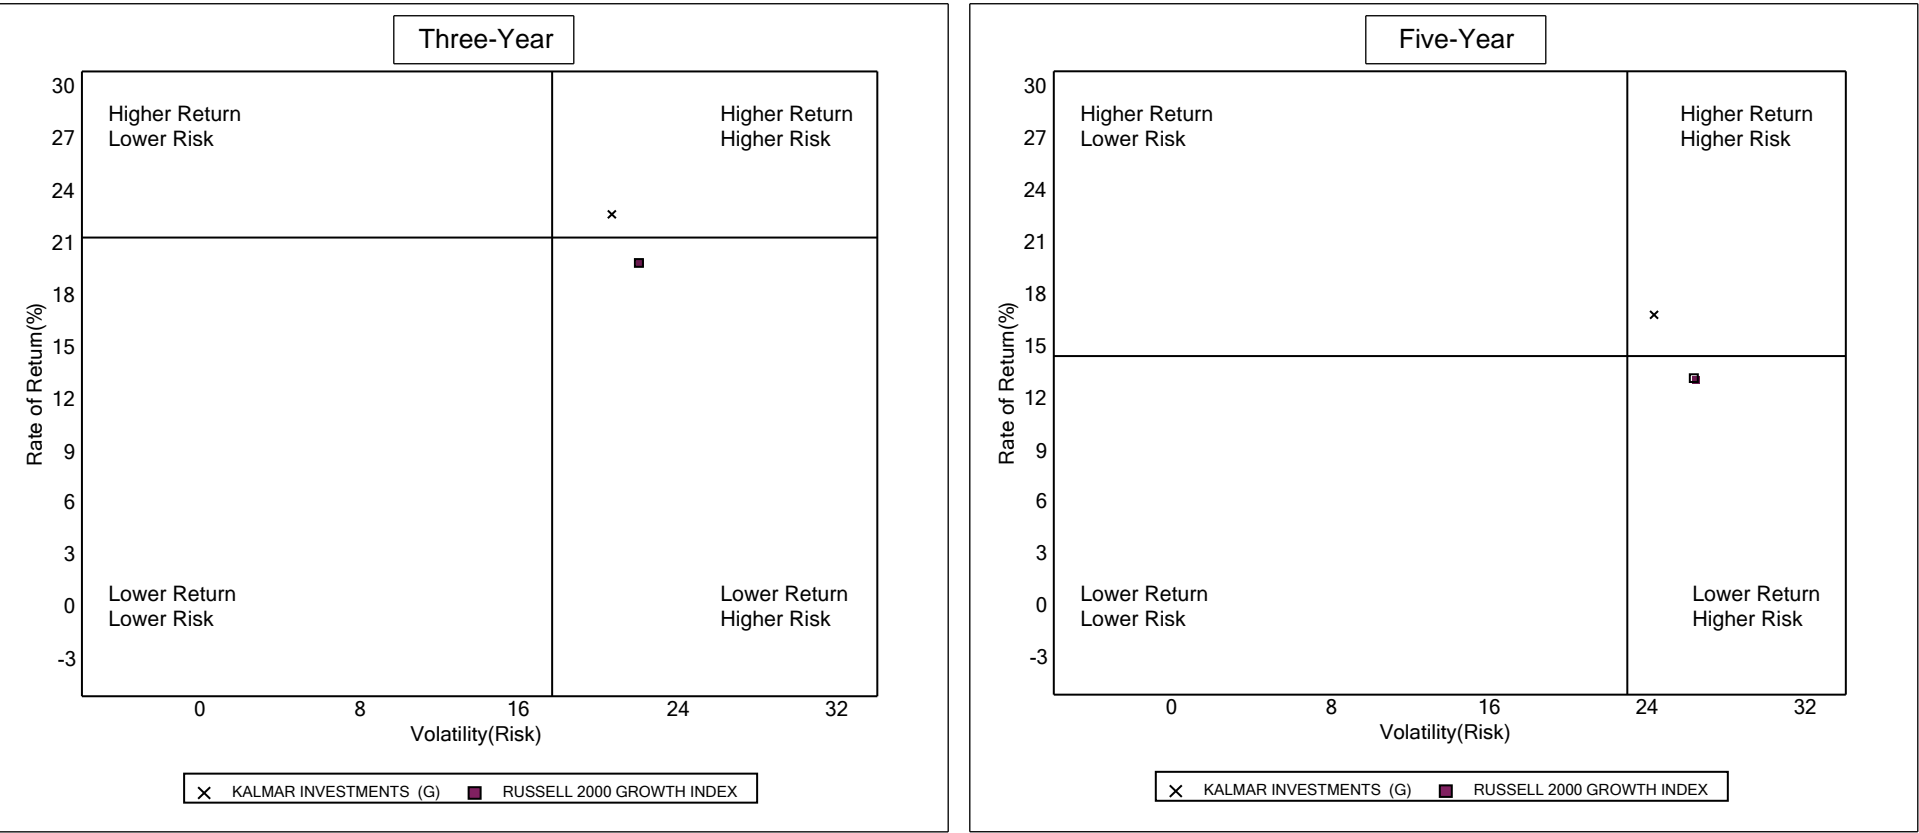 Three-Year
30
27
24
21
18
15
12
9
6
3
0
-3
Rate of Return(%)
Higher Return
Lower Risk
Higher Return
Higher Risk
Lower Return
Lower Risk
Lower Return
Higher Risk
0 8 16 24 32
Volatility(Risk)
KALMAR INVESTMENTS (G) RUSSELL 2000 GROWTH INDEX
Five-Year
30
27
24
21
18
15
12
9
6
3
0
-3
Rate of Return(%)
Higher Return
Lower Risk
Higher Return
Higher Risk
Lower Return
Lower Risk
Lower Return
Higher Risk
0 8 16 24 32
Volatility(Risk)
KALMAR INVESTMENTS (G) RUSSELL 2000 GROWTH INDEX